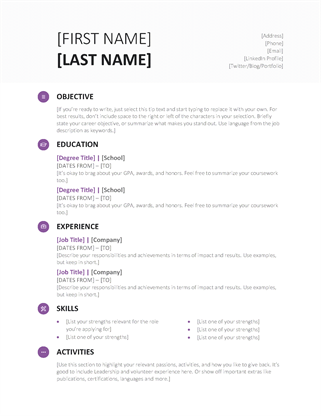 [FIRST NAME]
[LAST NAME]
[Address]
[Phone]
[Email]
[LinkedIn Profile]
[Twitter/Blog/Portfolio]
OBJECTIVE
[If you're ready to write, just select this tip text and start typing to replace it with your own. For
best results, don't include space to the right or left of the characters in your selection. Briefly
state your career objective, or summarize what makes you stand out. Use language from the job
description as keywords.]
EDUCATION
[Degree Title] | [School]
[DATES FROM] – [TO]
[It's okay to brag about your GPA, awards, and honors. Feel free to summarize your coursework
too.]
[Degree Title] | [School]
[DATES FROM] – [TO]
[It's okay to brag about your GPA, awards, and honors. Feel free to summarize your coursework
too.]
EXPERIENCE
[Job Title] | [Company]
[DATES FROM] – [TO]
[Describe your responsibilities and achievements in terms of impact and results. Use examples,
but keep in short.]
[Job Title] | [Company]
[DATES FROM] – [TO]
[Describe your responsibilities and achievements in terms of impact and results. Use examples,
but keep in short.]
SKILLS
• [List your strengths relevant for the role
you're applying for]
• [List one of your strengths]
• [List one of your strengths]
• [List one of your strengths]
• [List one of your strengths]
ACTIVITIES
[Use this section to highlight your relevant passions, activities, and how you like to give back. It's
good to include Leadership and volunteer experience here. Or show off important extras like
publications, certifications, languages and more.]